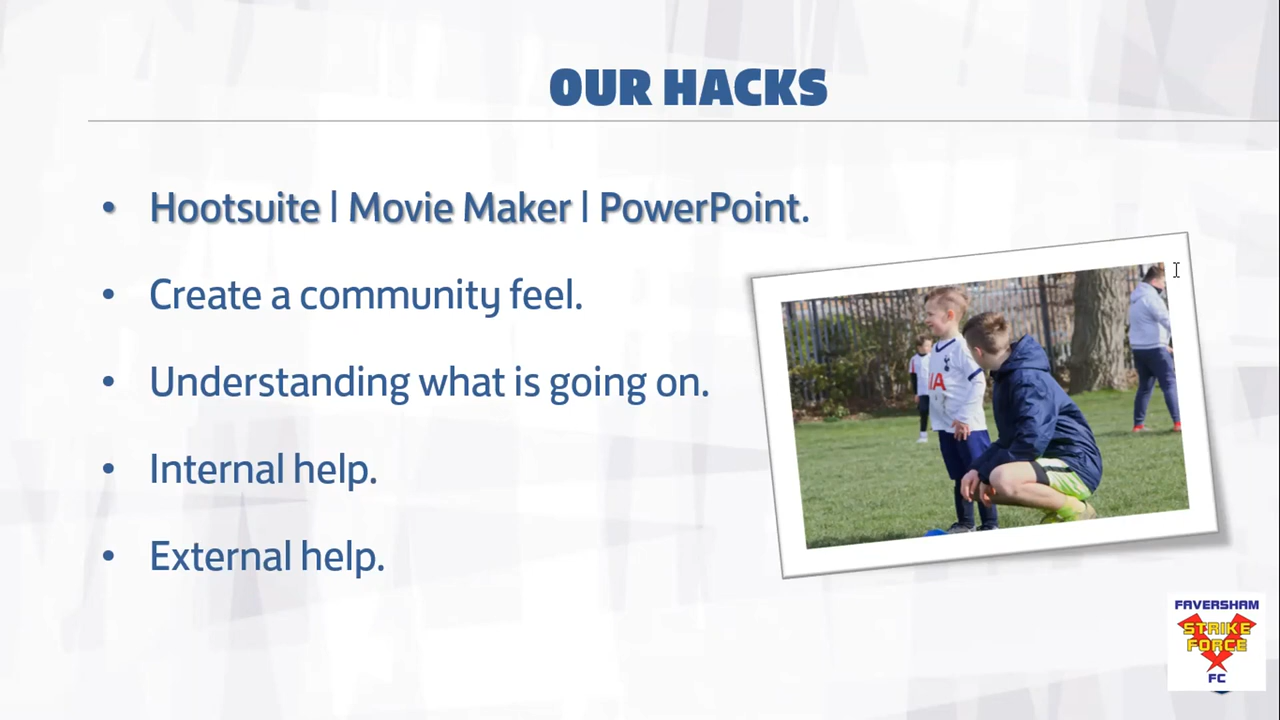 OUR HACKS
• Hootsuite | Movie Maker | PowerPoint.
• Create a community feel.
• Understanding what is going on.
• Internal help.
• External help.
IA
FAVERSHAM
STRIKE
FORCE
FC